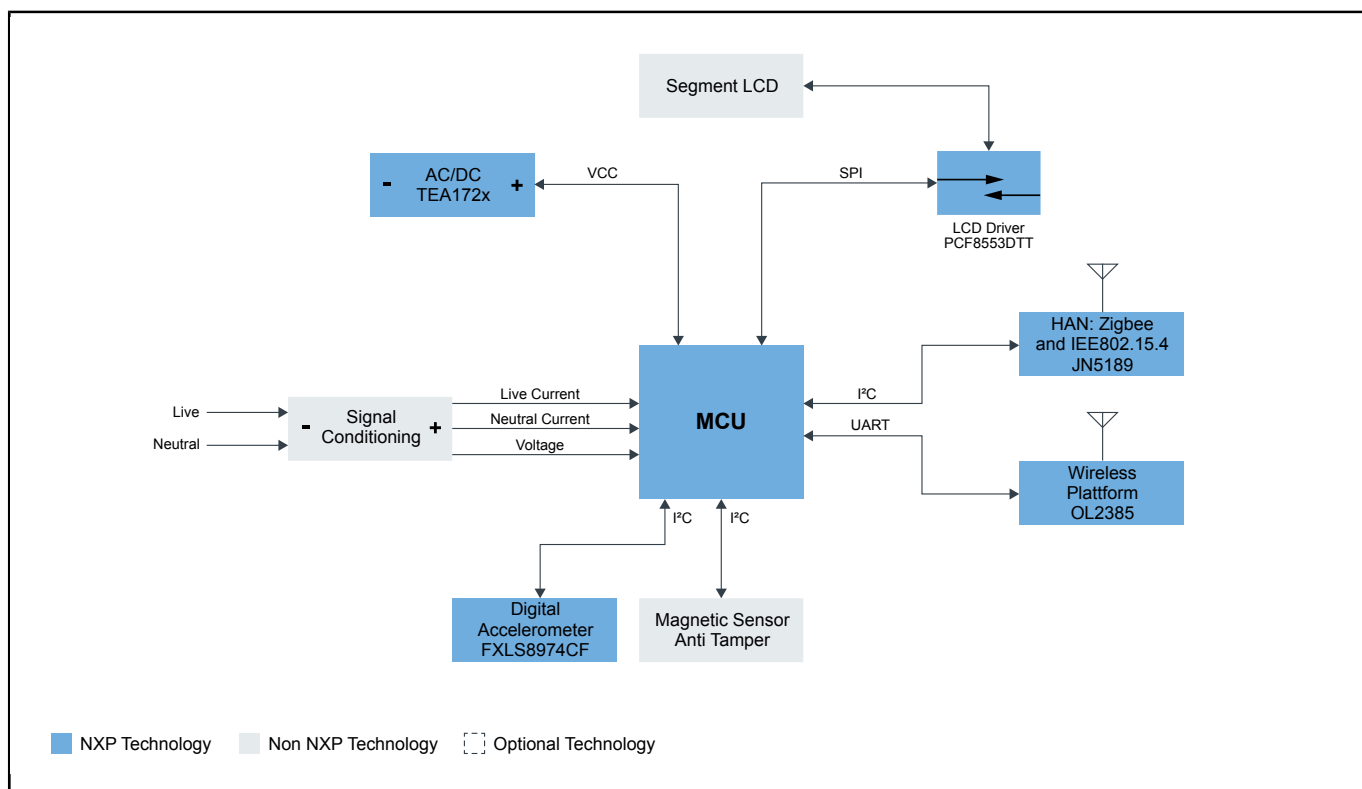 Segment LCD
AC/DC
TEA172x
-
+
VCC
SPI
LCD Driver
PCF8553DTT
HAN: Zigbee
and IEE802.15.4
JN5189
I²C
UART
Wireless
Plattform
OL2385
MCU
Live
Neutral
-
Signal
Conditioning
+
Live Current
Neutral Current
Voltage
I²C
I²C
Digital
Accelerometer
FXLS8974CF
Magnetic Sensor
Anti Tamper
NXP Technology
Non NXP Technology
Optional Technology